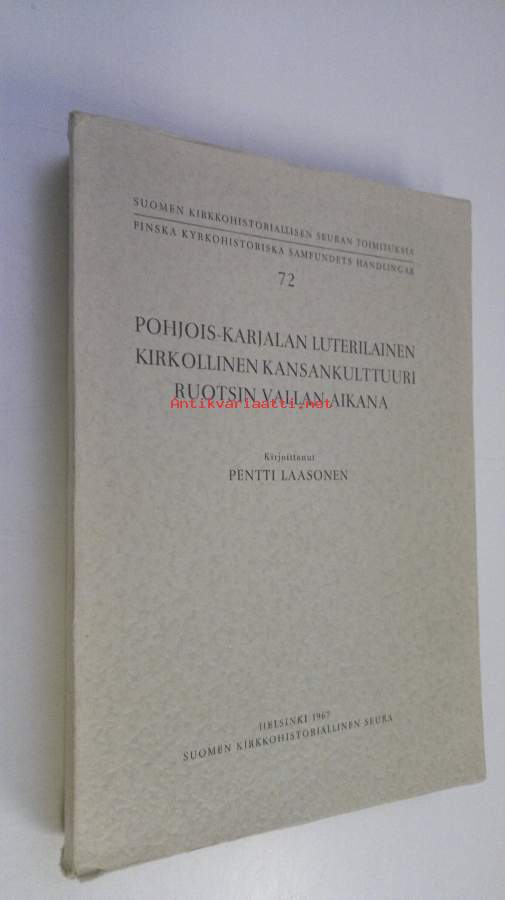 SUOMEN KIRKKOHISTORIALLISEN SEURAN TOIMITUKSIA
FINSKA KYRKOHISTORISKA SAMFUNDETS HANDLINGAR
72
POHJOIS-KARJALAN LUTERILAINEN
KIRKOLLINEN KANSANKULTTUURI
RUOTSIN VALLAN AIKANA
Antikvariaatti.net
Kirjoittanut
PENTTI LAASONEN
HELSINKI 1967
SUOMEN KIRKKOHISTORIALLINEN SEURA